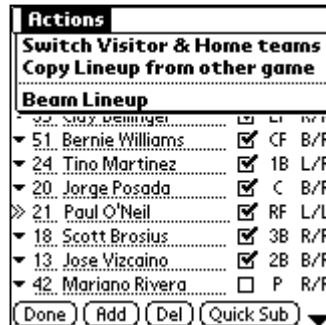 Actions
Switch Visitor & Home teams
Copy Lineup from other game
Beam Lineup
51 Bernie Williams CF B/
24 Tino Martinez 1B L/
20 Jorge Posada C B/
21 Paul O'Neil RF L/L
18 Scott Brosius 3B R/
13 Jose Vizcaino 2B B/
42 Mariano Rivera P R/
Done Add Del Quick Sub